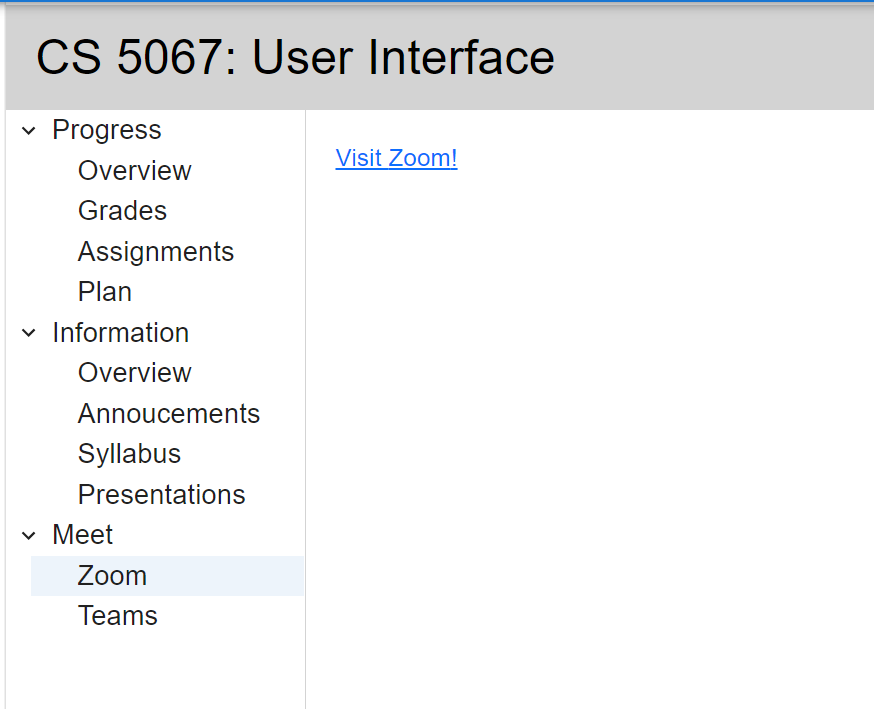 CS 5067: User Interface
Progress
Overview
Grades
Assignments
Plan
Information
Overview
Annoucements
Syllabus
Presentations
Meet
Zoom
Teams
Visit Zoom!